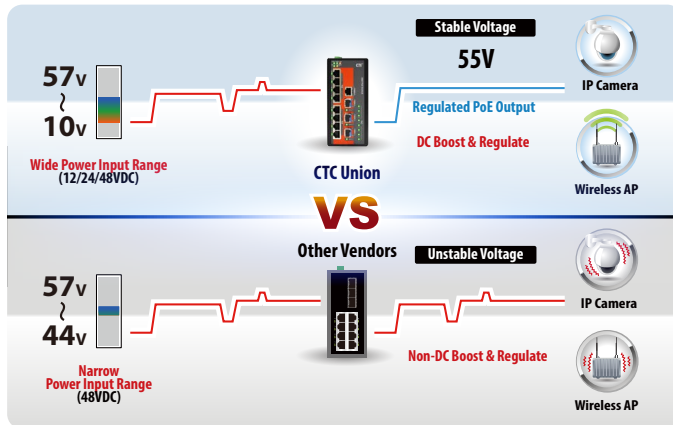 Stable Voltage
57v
~
10v
55V
IP Camera
Regulated PoE Output
DC Boost & Regulate
Wide Power Input Range
(12/24/48VDC)
CTC Union
Wireless AP
VS
Other Vendors
Unstable Voltage
57v
~
44v
IP Camera
Non-DC Boost & Regulate
Narrow
Power Input Range
(48VDC)
Wireless AP